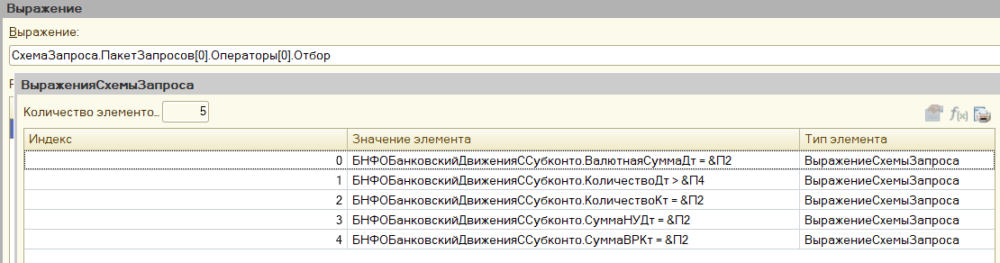 Выражение
Выражение:
СхемаЗапроса.ПакетЗапросов[0].Операторы[0].Отбор
ВыраженияСхемыЗапроса
Количество элементо... 5
f(x)
Индекс Значение элемента Тип элемента
0 БНФОБанковскийДвиженияССубконто.ВалютнаяСуммаДт = &П2 ВыражениеСхемыЗапроса
1 БНФОБанковскийДвиженияССубконто.КоличествоДт > &П4 ВыражениеСхемыЗапроса
2 БНФОБанковскийДвиженияССубконто.КоличествоКт = &П2 ВыражениеСхемыЗапроса
3 БНФОБанковскийДвиженияССубконто.СуммаНУДт = &П2 ВыражениеСхемыЗапроса
4 БНФОБанковскийДвиженияССубконто.СуммаВРКт = &П2 ВыражениеСхемыЗапроса